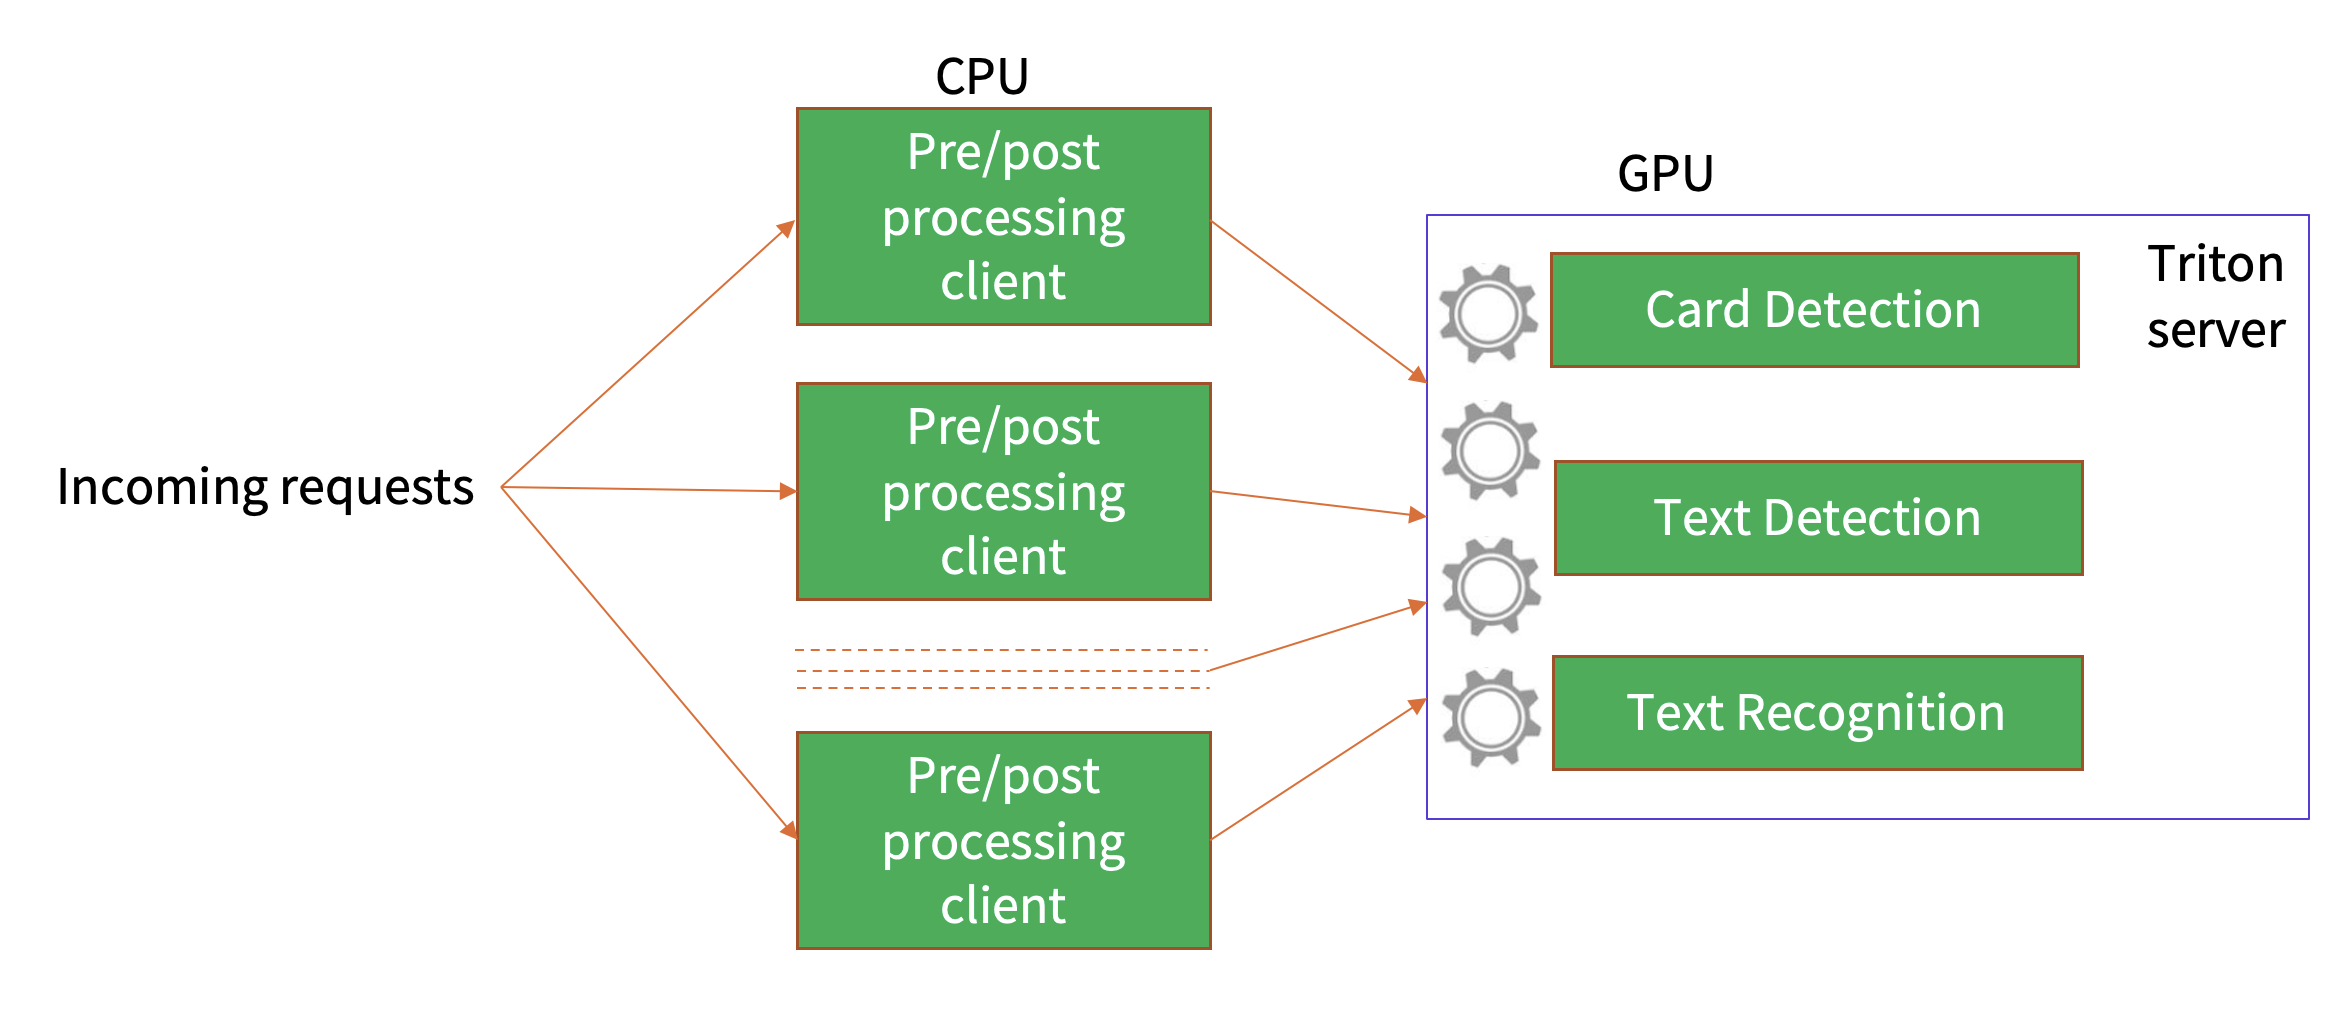 CPU
Pre/post
processing
client
GPU
Triton
server
Card Detection
Incoming requests
Pre/post
processing
client
Text Detection
Text Recognition
Pre/post
processing
client